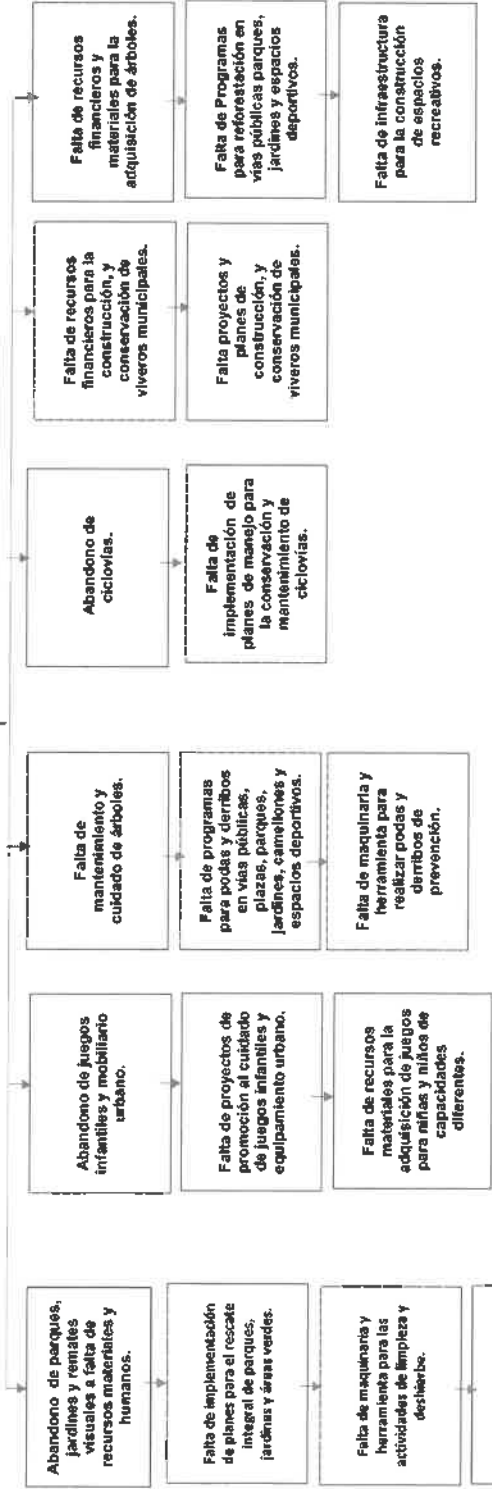 Abandono de parques,
jardines y remates
visuales a falta de
recursos materiales y
humanos.
Falta de implementación
de planes para el rescate
integral de parques,
jardines y áreas verdes.
Falta de maquinaria y
herramienta para las
actividades de limpieza y
deshierbe.
Abandono de juegos
infantiles y mobiliario
urbano.
Falta de proyectos de
promoción al cuidado
de juegos infantiles y
equipamiento urbano.
Falta de recursos
materiales para la
adquisición de juegos
para niñas y niños de
capacidades
diferentes.
Falta de
mantenimiento y
cuidado de árboles.
Falta de programas
para podas y derribos
en vías públicas,
plazas, parques,
jardines, camellones y
espacios deportivos.
Falta de maquinaria y
herramienta para
realizar podas y
derribos de
prevención.
Abandono de
ciclovías.
Falta de
implementación de
planes de manejo para
la conservación y
mantenimiento de
ciclovías.
Falta de recursos
financieros para la
construcción, y
conservación de
viveros municipales.
Falta proyectos y
planes de
construcción, y
conservación de
viveros municipales.
Falta de recursos
financieros y
materiales para la
adquisición de árboles.
Falta de Programas
para reforestación en
vías públicas parques,
jardines y espacios
deportivos.
Falta de infraestructura
para la construcción
de espacios
recreativos.